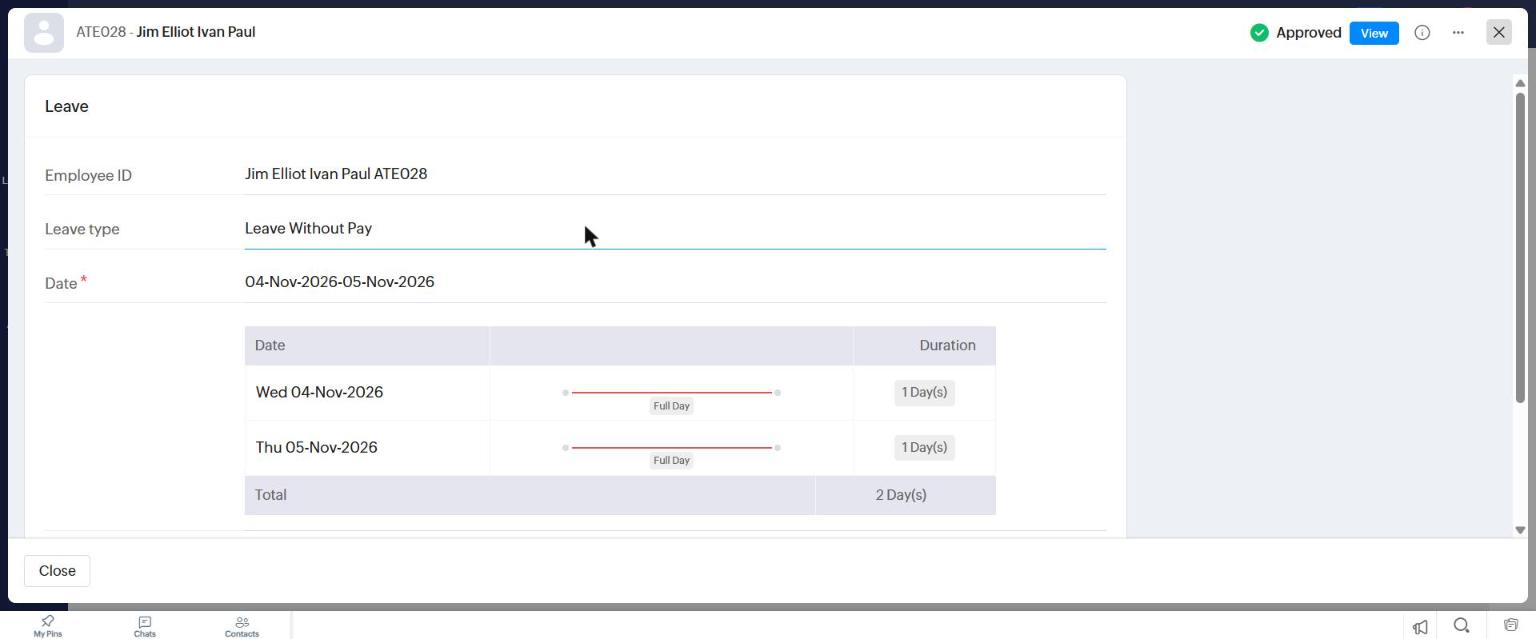 ATE028 - Jim Elliot Ivan Paul
Approved
View
Leave
Employee ID
Jim Elliot Ivan Paul ATE028
Leave type
Leave Without Pay
Date *
04-Nov-2026-05-Nov-2026
Date
Duration
Wed 04-Nov-2026
Full Day
1 Day(s)
Thu 05-Nov-2026
Full Day
1 Day(s)
Total
2 Day(s)
Close
My Pins
Chats
Contacts